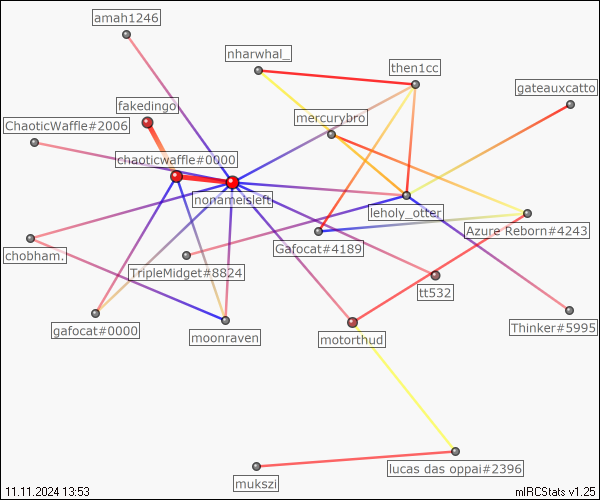 amah1246
nharwhal_
then1cc
gateauxcatto
fakedingo
mercurybro
ChaoticWaffle#2006
chaoticwaffle#0000
nonameisleft
leholy_otter
Azure Reborn#4243
Gafocat#4189
chobham.
TripleMidget#8824
tt532
gafocat#0000
moonraven
motorthud
Thinker#5995
lucas das oppai#2396
mukszi
11.11.2024 13:53
mIRCStats v1.25